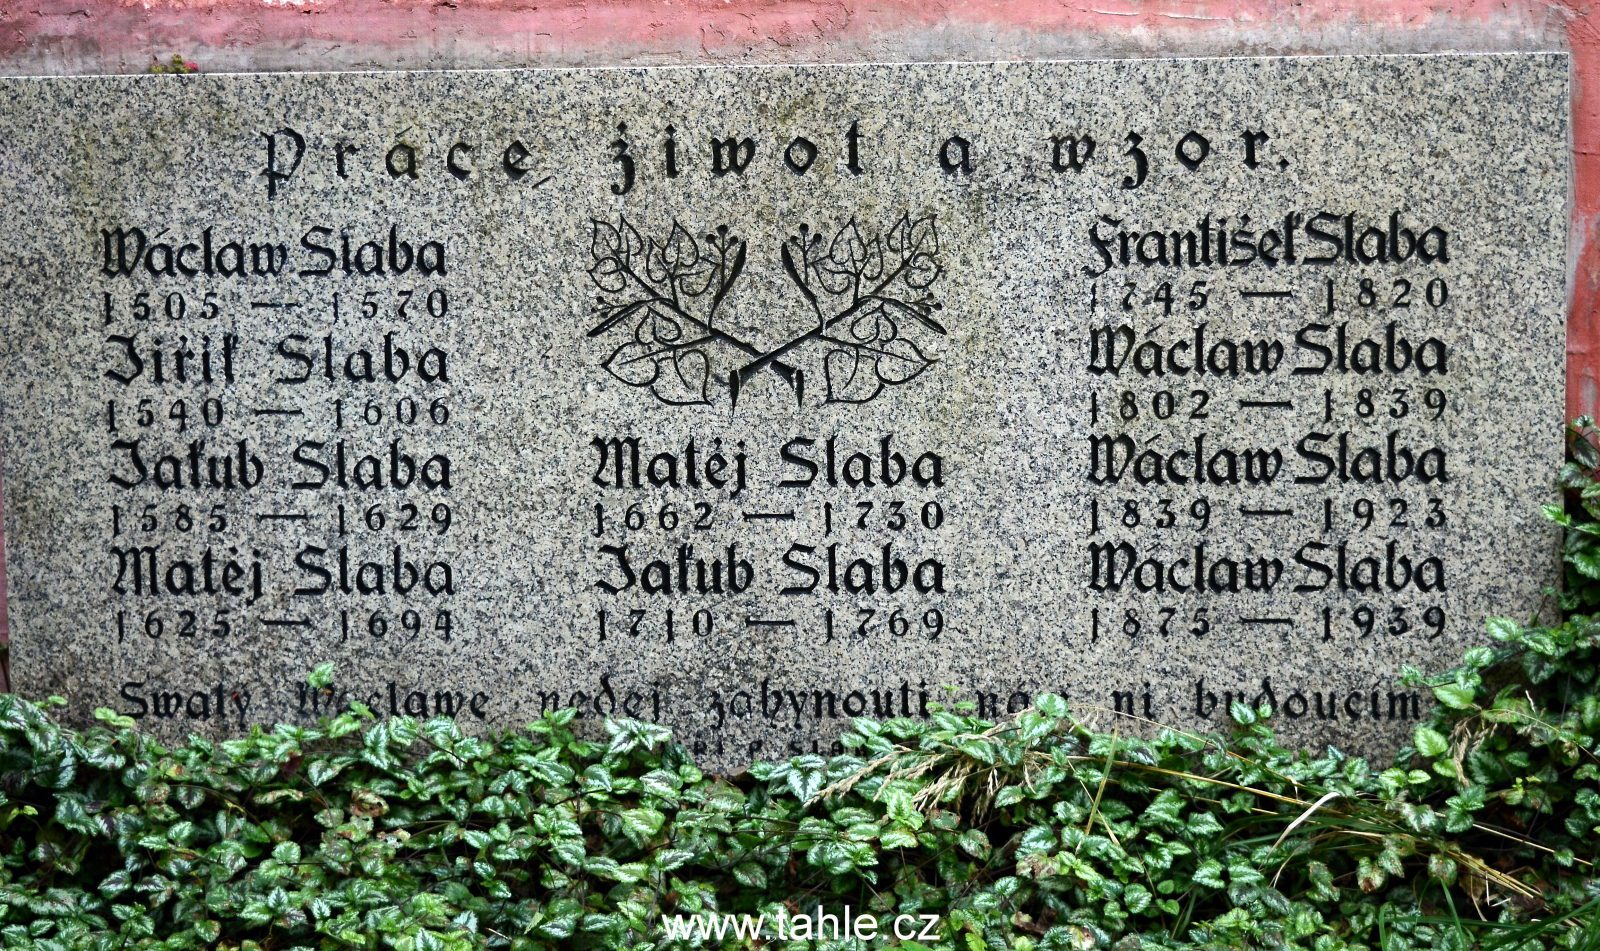 Práce, žiwot a wzor.
Wáclaw Slaba
1505 — 1570
Jiřík Slaba
1540 — 1606
Jakub Slaba
1585 — 1629
Matěj Slaba
1625 — 1694
Matěj Slaba
1662 — 1730
Jakub Slaba
1710 — 1769
František Slaba
1745 — 1820
Wáclaw Slaba
1802 — 1839
Wáclaw Slaba
1839 — 1923
Wáclaw Slaba
1875 — 1939
Swatý Wáclawe nedej zahynouti nám ni budoucím
www.tahle.cz